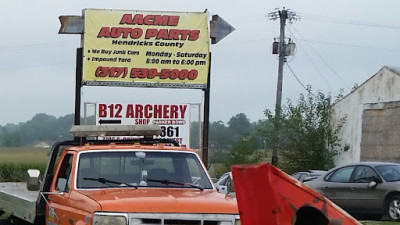 AACME
AUTO PARTS
Hendricks County
• We Buy Junk Cars
• Impound Yard
Monday - Saturday
8:00 am to 6:00 pm
(317) 539-5000
B12 ARCHERY
SHOP
361